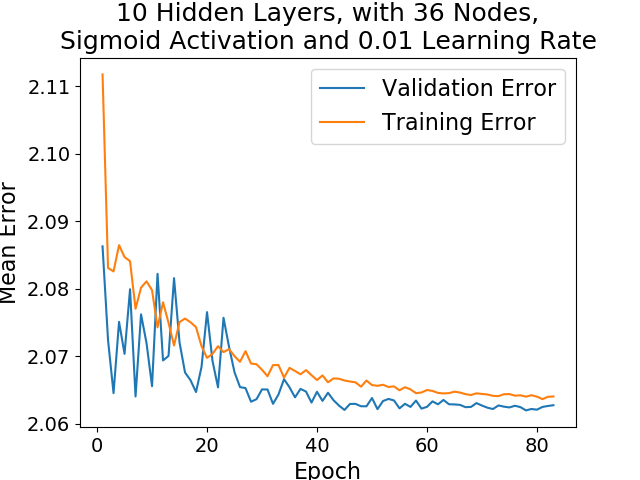 10 Hidden Layers, with 36 Nodes,
Sigmoid Activation and 0.01 Learning Rate
Validation Error
Training Error
Mean Error
2.11
2.10
2.09
2.08
2.07
2.06
0 20 40 60 80
Epoch